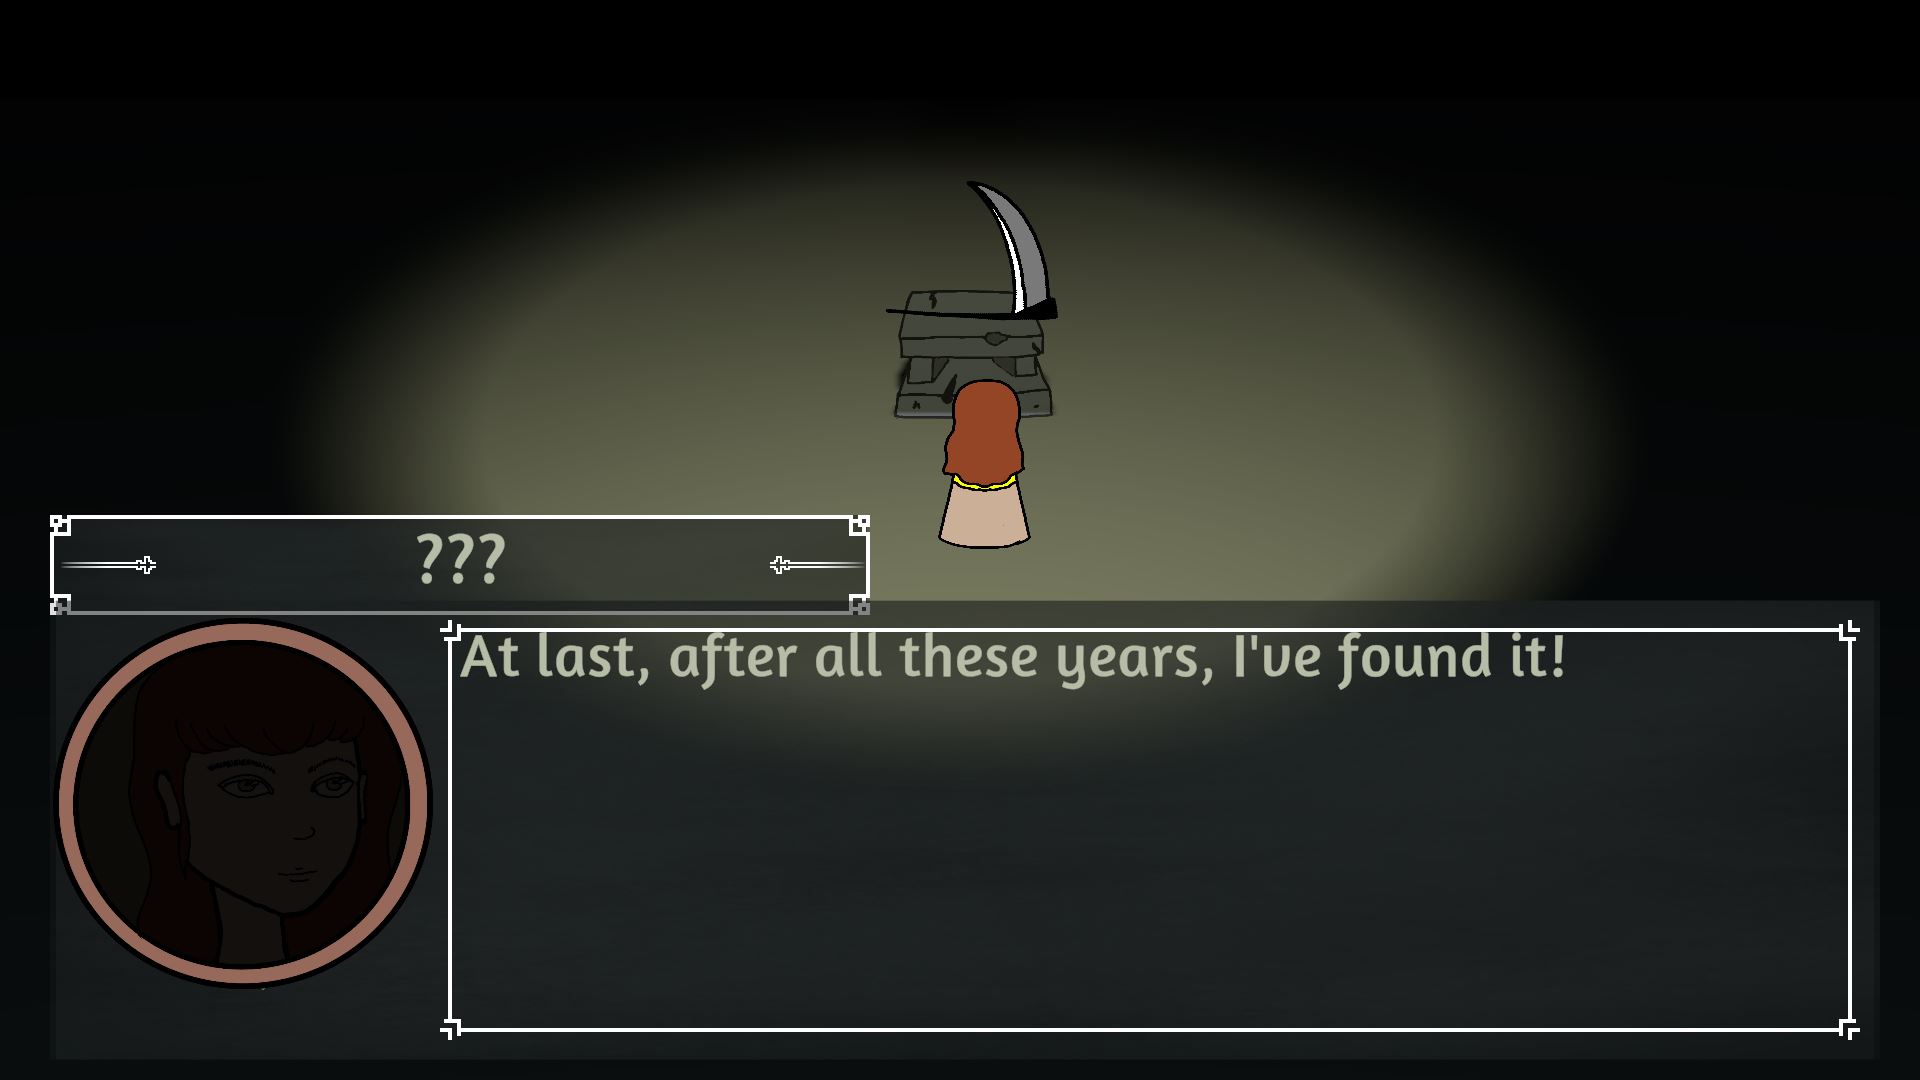 ???
At last, after all these years, I've found it!